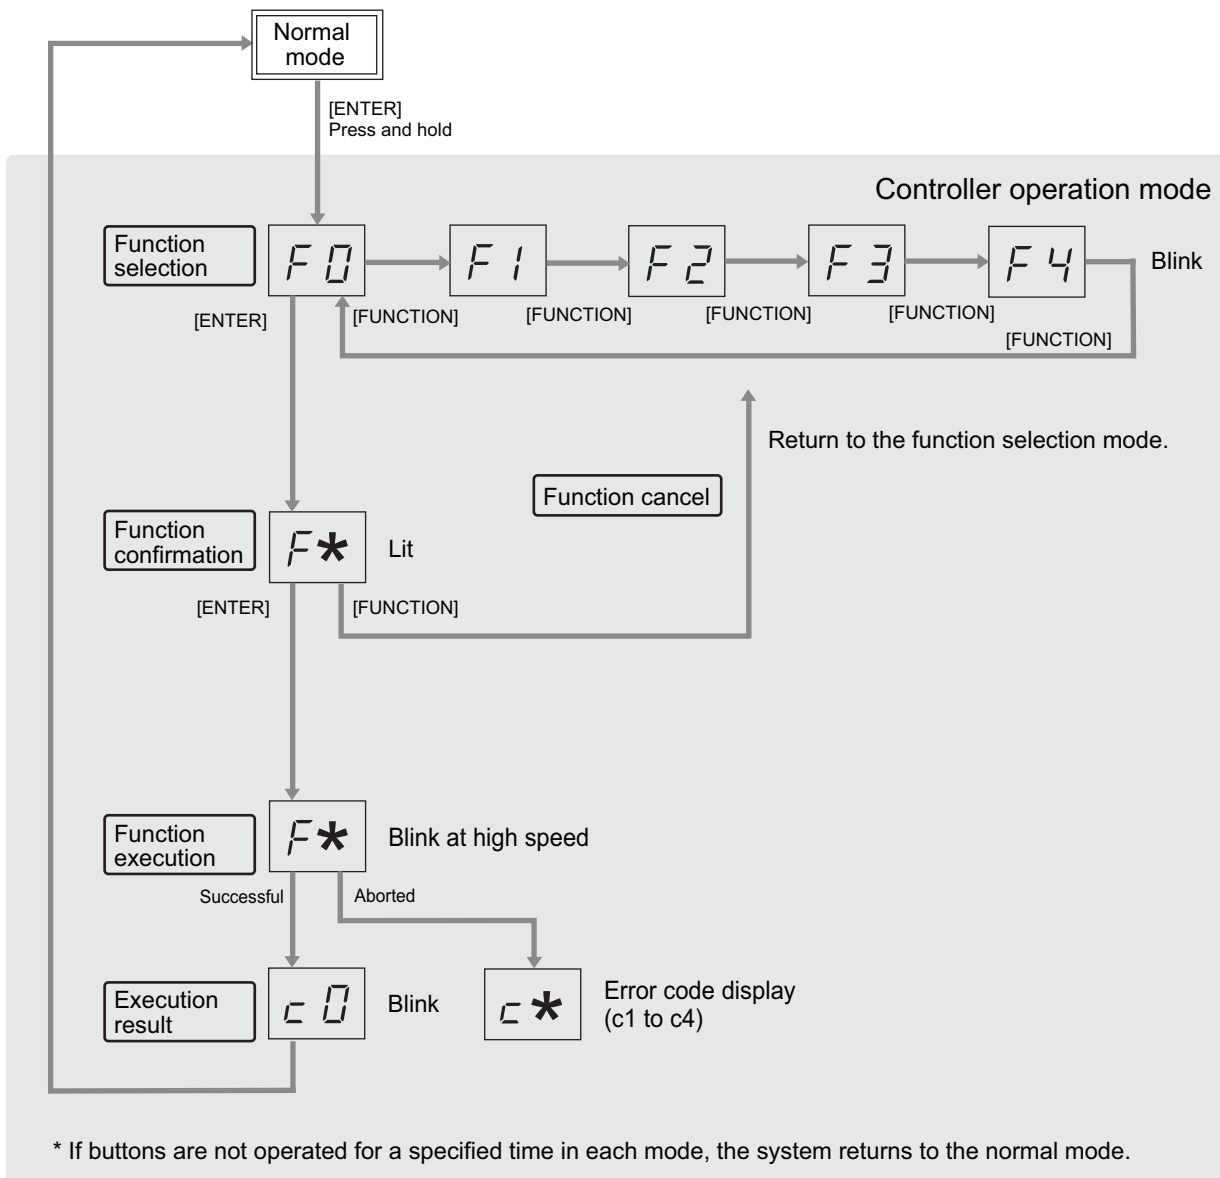 Normal
mode
[ENTER]
Press and hold
Controller operation mode
Function
selection
F0
F1
F2
F3
F4
Blink
[ENTER]
[FUNCTION]
[FUNCTION]
[FUNCTION]
[FUNCTION]
[FUNCTION]
Return to the function selection mode.
Function cancel
Function
confirmation
F*
Lit
[ENTER]
[FUNCTION]
Function
execution
F*
Blink at high speed
Successful
Aborted
Execution
result
c0
Blink
c*
Error code display
(c1 to c4)
* If buttons are not operated for a specified time in each mode, the system returns to the normal mode.